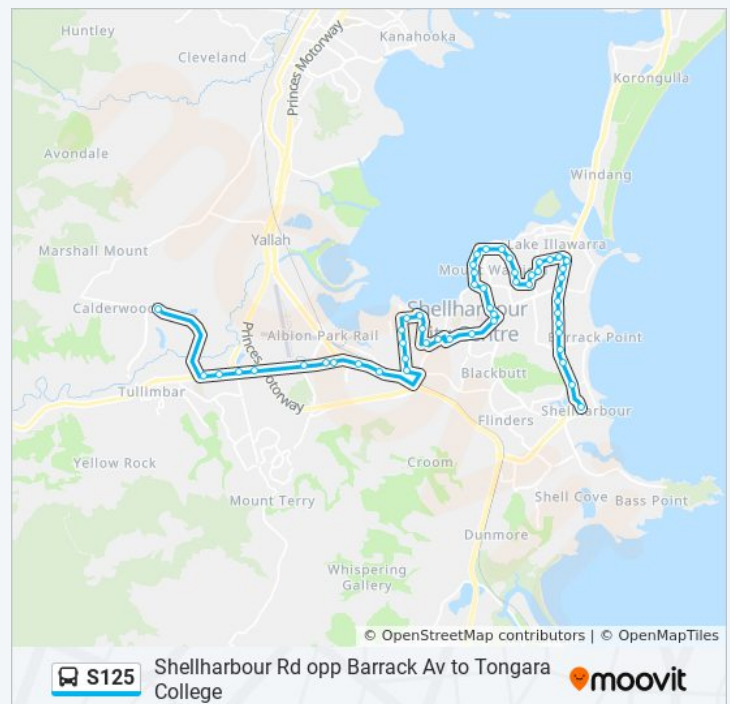 Huntley
Kanahooka
Cleveland
Princes Motorway
Korongulla
Avondale
Windang
Yallah
Lake Illawarra
Marshall Mount
Calderwood
Albion Park Rail
Shellharbour
Barrack Point
Princes Motorway
Blackbutt
Tullimbar
Shellharbour
Flinders
Yellow Rock
Croom
Mount Terry
Shell Cove
Bass Point
Dunmore
Whispering
Gallery
© OpenStreetMap contributors | © OpenMapTiles
S125
Shellharbour Rd opp Barrack Av to Tongara
College
moovit